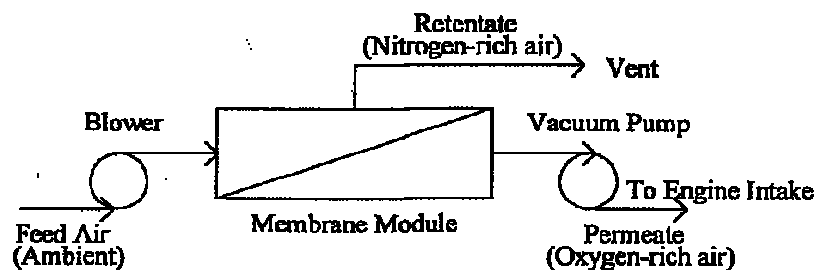 Retentate
(Nitrogen-rich air)
Vent
Blower
Vacuum Pump
Feed Air
(Ambient)
Membrane Module
To Engine Intake
Permeate
(Oxygen-rich air)